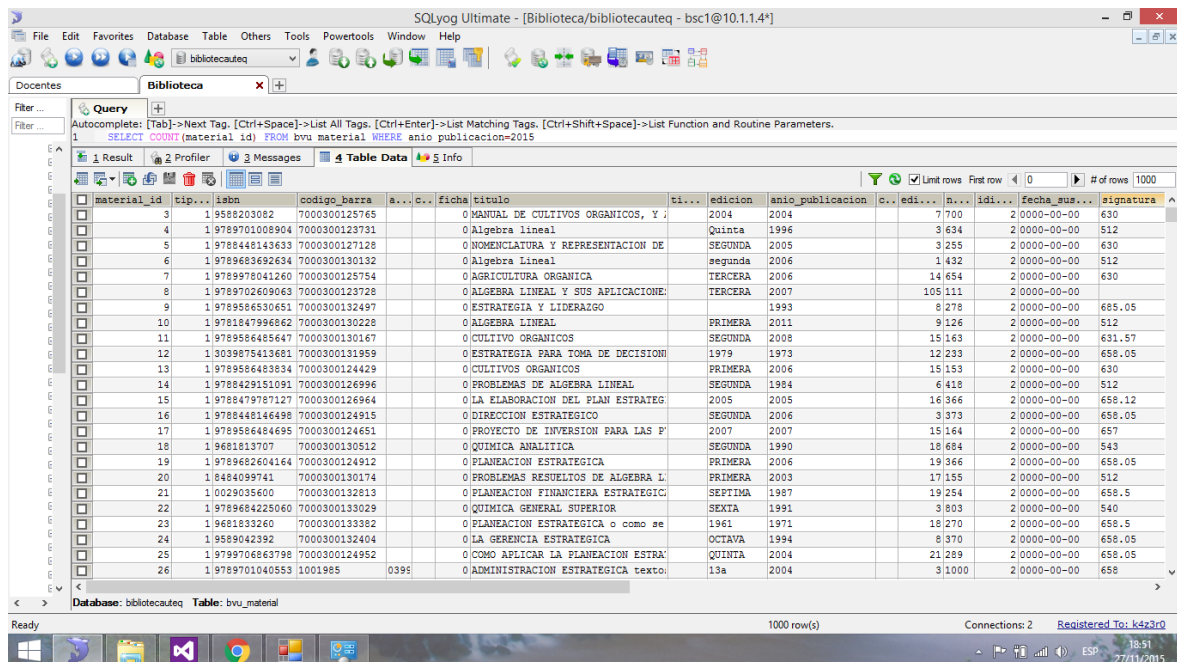 SQLyog Ultimate - [Biblioteca/bibliotecauteq - bsc1@10.1.1.4*]
File Edit Favorites Database Table Others Tools Powertools Window Help
bibliotecauteq
Docentes Biblioteca
Filter ... Query
Filter ... Autocomplete: [Tab]->Next Tag. [Ctrl+Space]->List All Tags. [Ctrl+Enter]->List Matching Tags. [Ctrl+Shift+Space]->List Function and Routine Parameters.
1 SELECT COUNT(material_id) FROM bvu_material WHERE anio_publicacion=2015
1 Result 2 Profiler 3 Messages 4 Table Data 5 Info
Limit rows First row 0 # of rows 1000
material_id tip... isbn codigo_barra a... c.. ficha titulo ti... edicion anio_publicacion c.. edi... n... idi... fecha_sus... signatura
3 1 9588203082 7000300125765 0 MANUAL DE CULTIVOS ORGANICOS, Y 2004 2004 7 700 2 0000-00-00 630
4 1 9789701008904 7000300123731 0 Algebra lineal Quinta 1996 3 634 2 0000-00-00 512
5 1 9788448143633 7000300127128 0 NOMENCLATURA Y REPRESENTACION DE SEGUNDA 2005 3 255 2 0000-00-00 630
6 1 9789683692634 7000300130132 0 Algebra Lineal segunda 2006 1 432 2 0000-00-00 512
7 1 9789978041260 7000300125754 0 AGRICULTURA ORGANICA TERCERA 2006 14 654 2 0000-00-00 630
8 1 9789702609063 7000300123728 0 ALGEBRA LINEAL Y SUS APLICACIONE TERCERA 2007 105 111 2 0000-00-00
9 1 9789586530651 7000300132497 0 ESTRATEGIA Y LIDERAZGO 1993 8 278 2 0000-00-00 685.05
10 1 9781847996862 7000300130228 0 ALGEBRA LINEAL PRIMERA 2011 9 126 2 0000-00-00 512
11 1 9789586485647 7000300130167 0 CULTIVO ORGANICOS SEGUNDA 2008 15 163 2 0000-00-00 631.57
12 1 3039875413681 7000300131959 0 ESTRATEGIA PARA TOMA DE DECISION 1979 1973 12 233 2 0000-00-00 658.05
13 1 9789586483834 7000300124429 0 CULTIVOS ORGANICOS PRIMERA 2006 15 153 2 0000-00-00 630
14 1 9788429151091 7000300126996 0 PROBLEMAS DE ALGEBRA LINEAL SEGUNDA 1984 6 418 2 0000-00-00 512
15 1 9788479787127 7000300126964 0 LA ELABORACION DEL PLAN ESTRATEG 2005 2005 16 366 2 0000-00-00 658.12
16 1 9788448146498 7000300124915 0 DIRECCION ESTRATEGICO SEGUNDA 2006 3 373 2 0000-00-00 658.05
17 1 9789586484695 7000300124651 0 PROYECTO DE INVERSION PARA LAS P 2007 2007 15 164 2 0000-00-00 657
18 1 9681813707 7000300130512 0 QUIMICA ANALITICA SEGUNDA 1990 18 684 2 0000-00-00 543
19 1 9789682604164 7000300124912 0 PLANEACION ESTRATEGICA PRIMERA 2006 19 366 2 0000-00-00 658.05
20 1 8484099741 7000300130174 0 PROBLEMAS RESUELTOS DE ALGEBRA L PRIMERA 2003 17 155 2 0000-00-00 512
21 1 0029035600 7000300132813 0 PLANEACION FINANCIERA ESTRATEGIC SEPTIMA 1987 19 254 2 0000-00-00 658.5
22 1 9789684225060 7000300133029 0 QUIMICA GENERAL SUPERIOR SEXTA 1991 3 803 2 0000-00-00 540
23 1 9681833260 7000300133382 0 PLANEACION ESTRATEGICA o como se 1961 1971 18 270 2 0000-00-00 658.5
24 1 9589042392 7000300132404 0 LA GERENCIA ESTRATEGICA OCTAVA 1994 8 370 2 0000-00-00 658.05
25 1 9799706863798 7000300124952 0 COMO APLICAR LA PLANEACION ESTRA QUINTA 2004 21 289 2 0000-00-00 658.05
26 1 9789701040553 1001985 0399 0 ADMINISTRACION ESTRATEGICA texto 13a 2004 3 1000 2 0000-00-00 658
Database: bibliotecauteq Table: bvu_material
Ready 1000 row(s) Connections: 2 Registered To: k4z3r0
ESP 18:51
27/11/2015